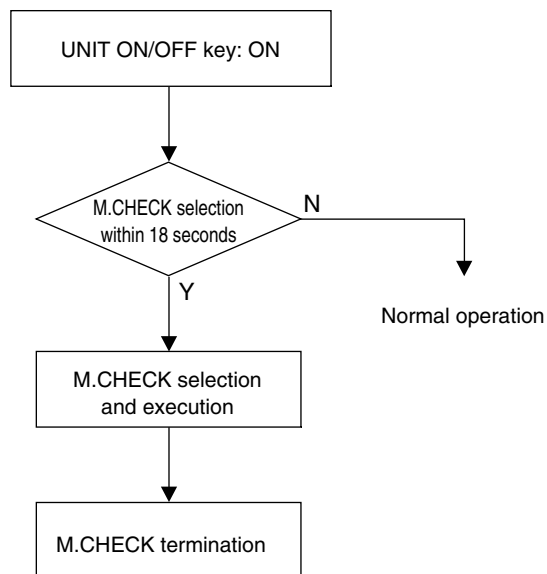 UNIT ON/OFF key: ON
M.CHECK selection
within 18 seconds
N
Y
Normal operation
M.CHECK selection
and execution
M.CHECK termination